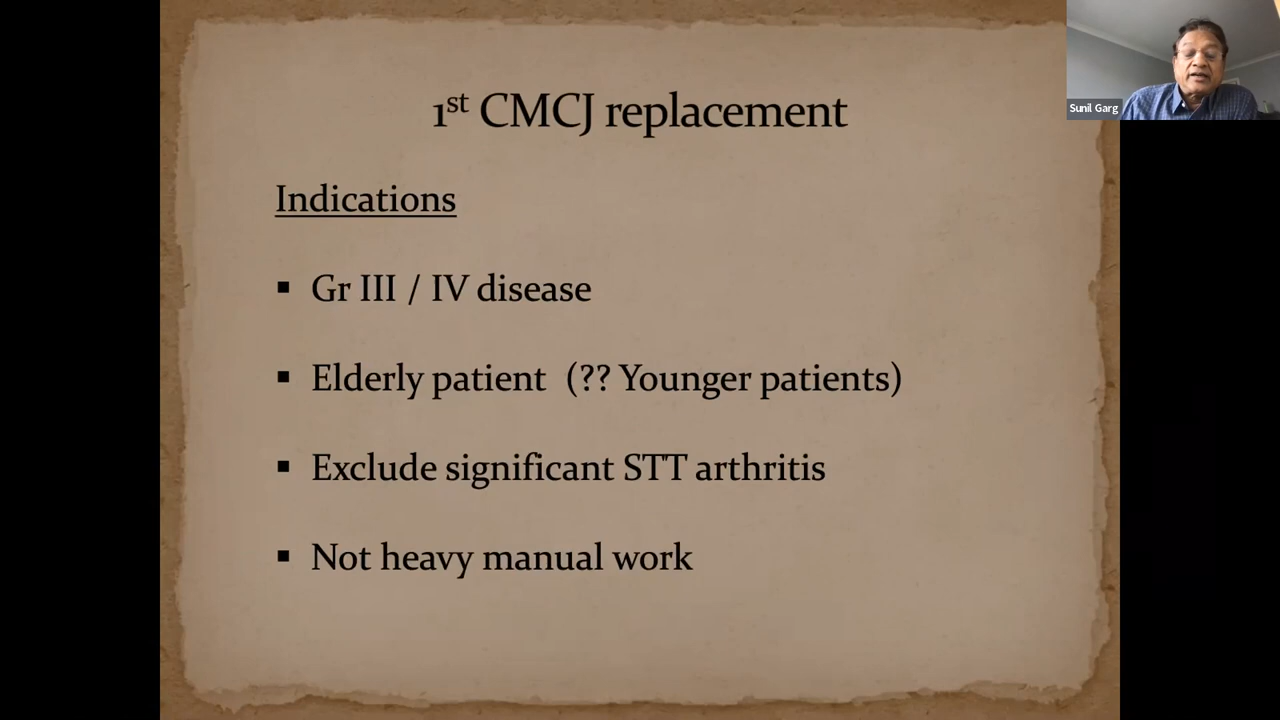 1st CMCJ replacement
Indications
▪ Gr III / IV disease
▪ Elderly patient (?? Younger patients)
▪ Exclude significant STT arthritis
▪ Not heavy manual work
Sunil Garg